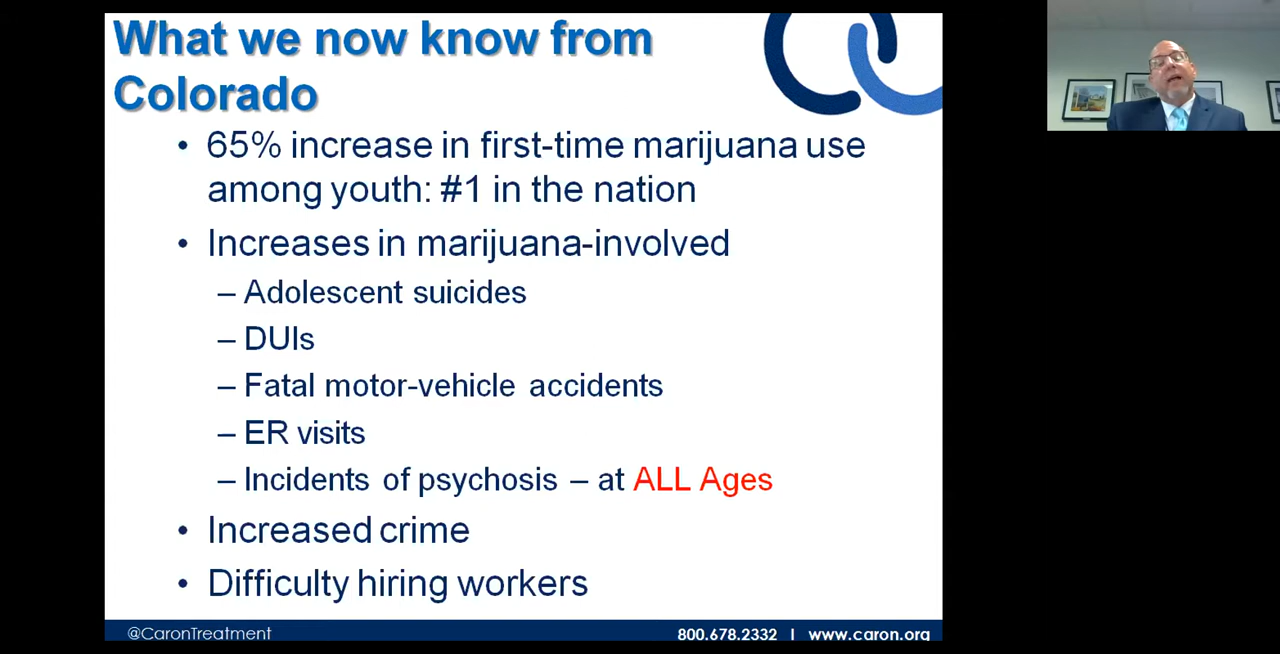 What we now know from
Colorado
• 65% increase in first-time marijuana use
among youth: #1 in the nation
• Increases in marijuana-involved
– Adolescent suicides
– DUIs
– Fatal motor-vehicle accidents
– ER visits
– Incidents of psychosis – at ALL Ages
• Increased crime
• Difficulty hiring workers
@CaronTreatment 800.678.2332 | www.caron.org